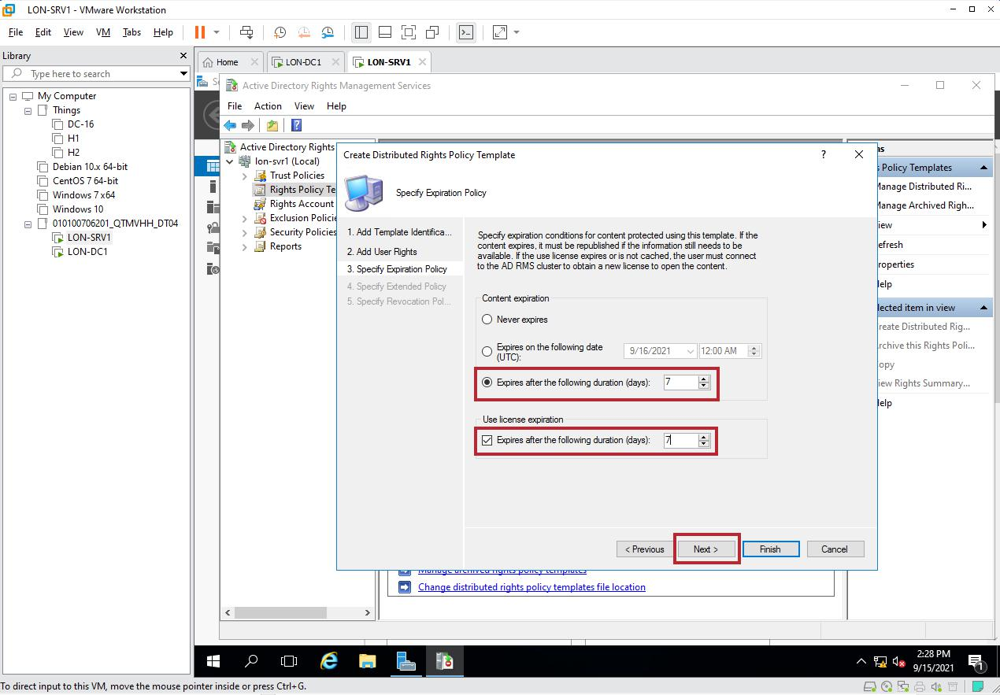 LON-SRV1 - VMware Workstation
File Edit View VM Tabs Help
Library
Type here to search
My Computer
Things
DC-16
H1
H2
Debian 10.x 64-bit
CentOS 7 64-bit
Windows 7 x64
Windows 10
010100706201_QTMVHH_DT04
LON-SRV1
LON-DC1
Home LON-DC1 LON-SRV1
Active Directory Rights Management Services
File Action View Help
Active Directory Rights
lon-svr1 (Local)
Trust Policies
Rights Policy Te
Rights Account
Exclusion Policie
Security Policies
Reports
Create Distributed Rights Policy Template
Specify Expiration Policy
1. Add Template Identifica...
2. Add User Rights
3. Specify Expiration Policy
4. Specify Extended Policy
5. Specify Revocation Pol...
Specify expiration conditions for content protected using this template. If the
content expires, it must be republished if the information still needs to be
available. If the use license expires or is not cached, the user must connect
to the AD RMS cluster to obtain a new license to open the content.
Content expiration
Never expires
Expires on the following date
(UTC):
9/16/2021 12:00 AM
Expires after the following duration (days): 7
Use license expiration
Expires after the following duration (days): 7
< Previous Next > Finish Cancel
Manage archived rights policy templates
Change distributed rights policy templates file location
ns
s Policy Templates
Manage Distributed Ri...
Manage Archived Righ...
iew
efresh
roperties
elp
lected item in view
reate Distributed Rig...
rchive this Rights Poli...
opy
iew Rights Summary...
elp
2:28 PM
9/15/2021
1
To direct input to this VM, move the mouse pointer inside or press Ctrl+G.